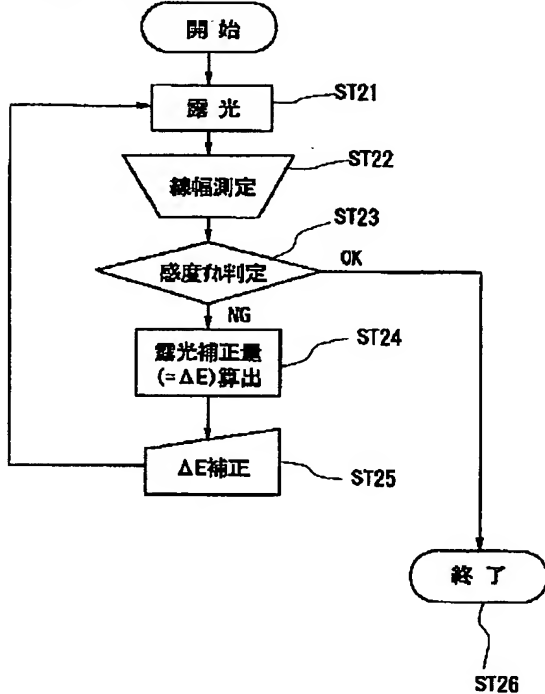 開始
露光
ST21
線幅測定
ST22
ST23
感度 判定
OK
NG
露光補正量
(=ΔE)算出
ST24
ΔE補正
ST25
終了
ST26